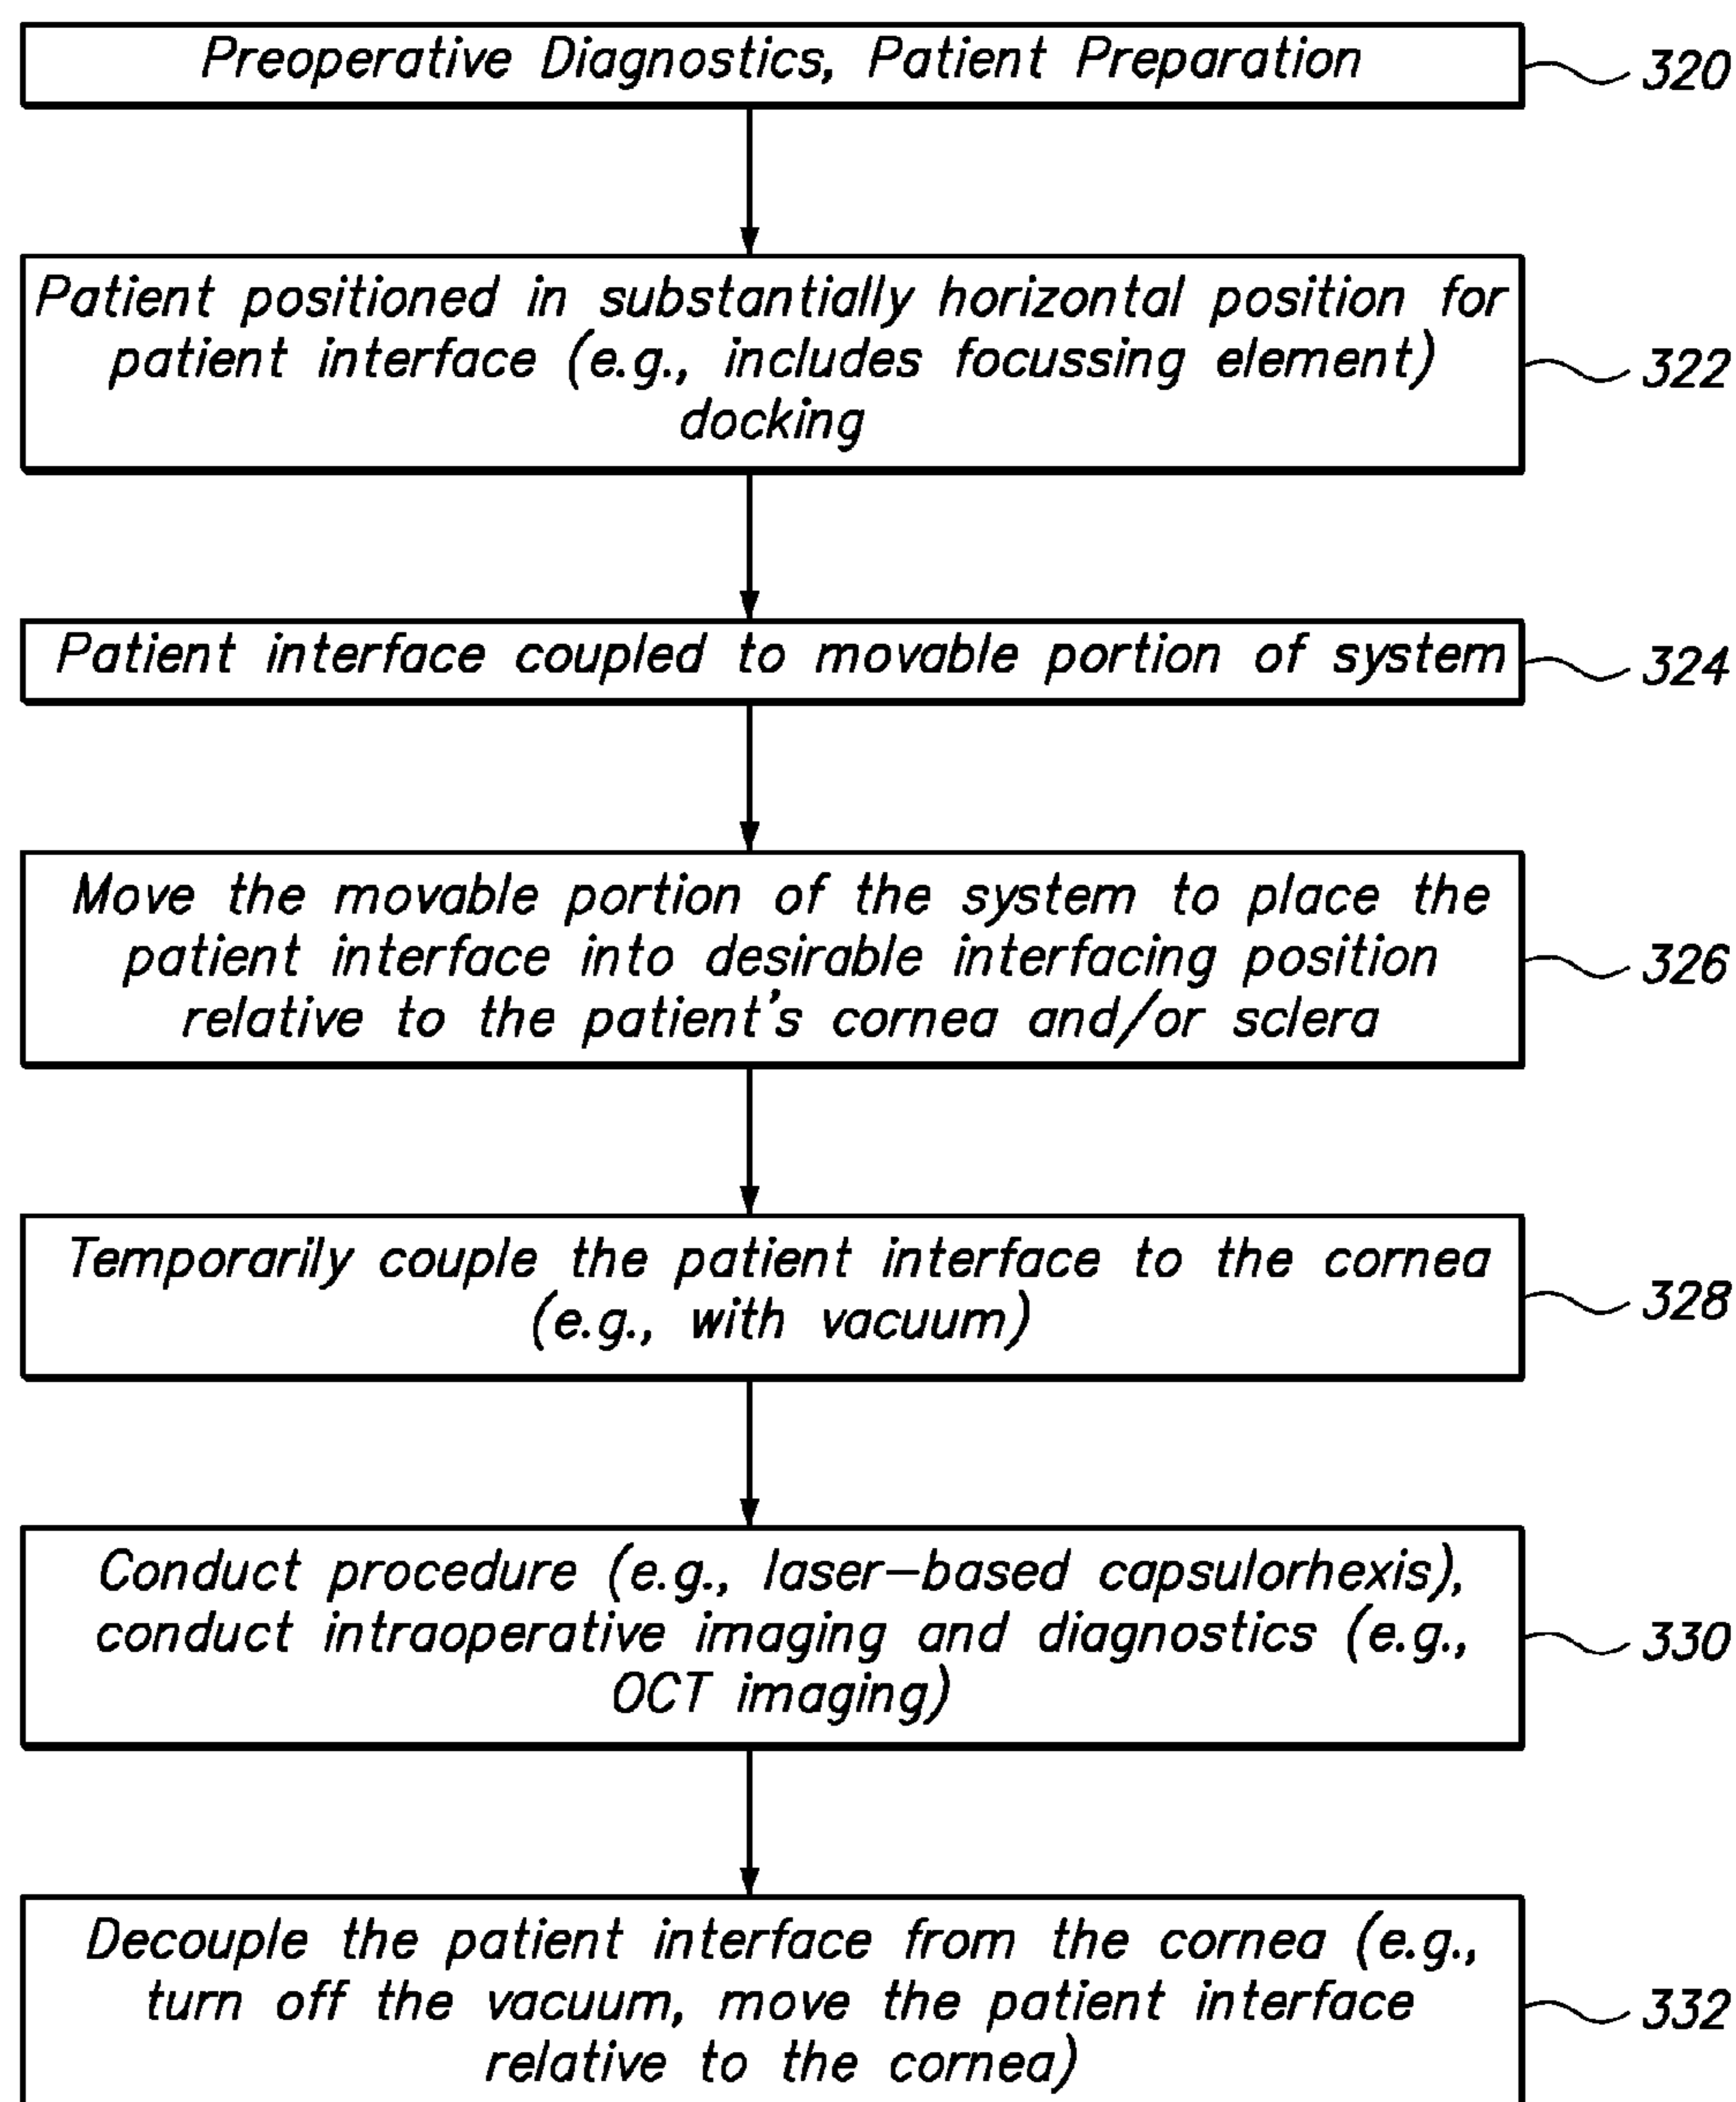 Preoperative Diagnostics, Patient Preparation
320
Patient positioned in substantially horizontal position for
patient interface (e.g., includes focussing element)
docking
322
Patient interface coupled to movable portion of system
324
Move the movable portion of the system to place the
patient interface into desirable interfacing position
relative to the patient's cornea and/or sclera
326
Temporarily couple the patient interface to the cornea
(e.g., with vacuum)
328
Conduct procedure (e.g., laser-based capsulorhexis),
conduct intraoperative imaging and diagnostics (e.g.,
OCT imaging)
330
Decouple the patient interface from the cornea (e.g.,
turn off the vacuum, move the patient interface
relative to the cornea)
332